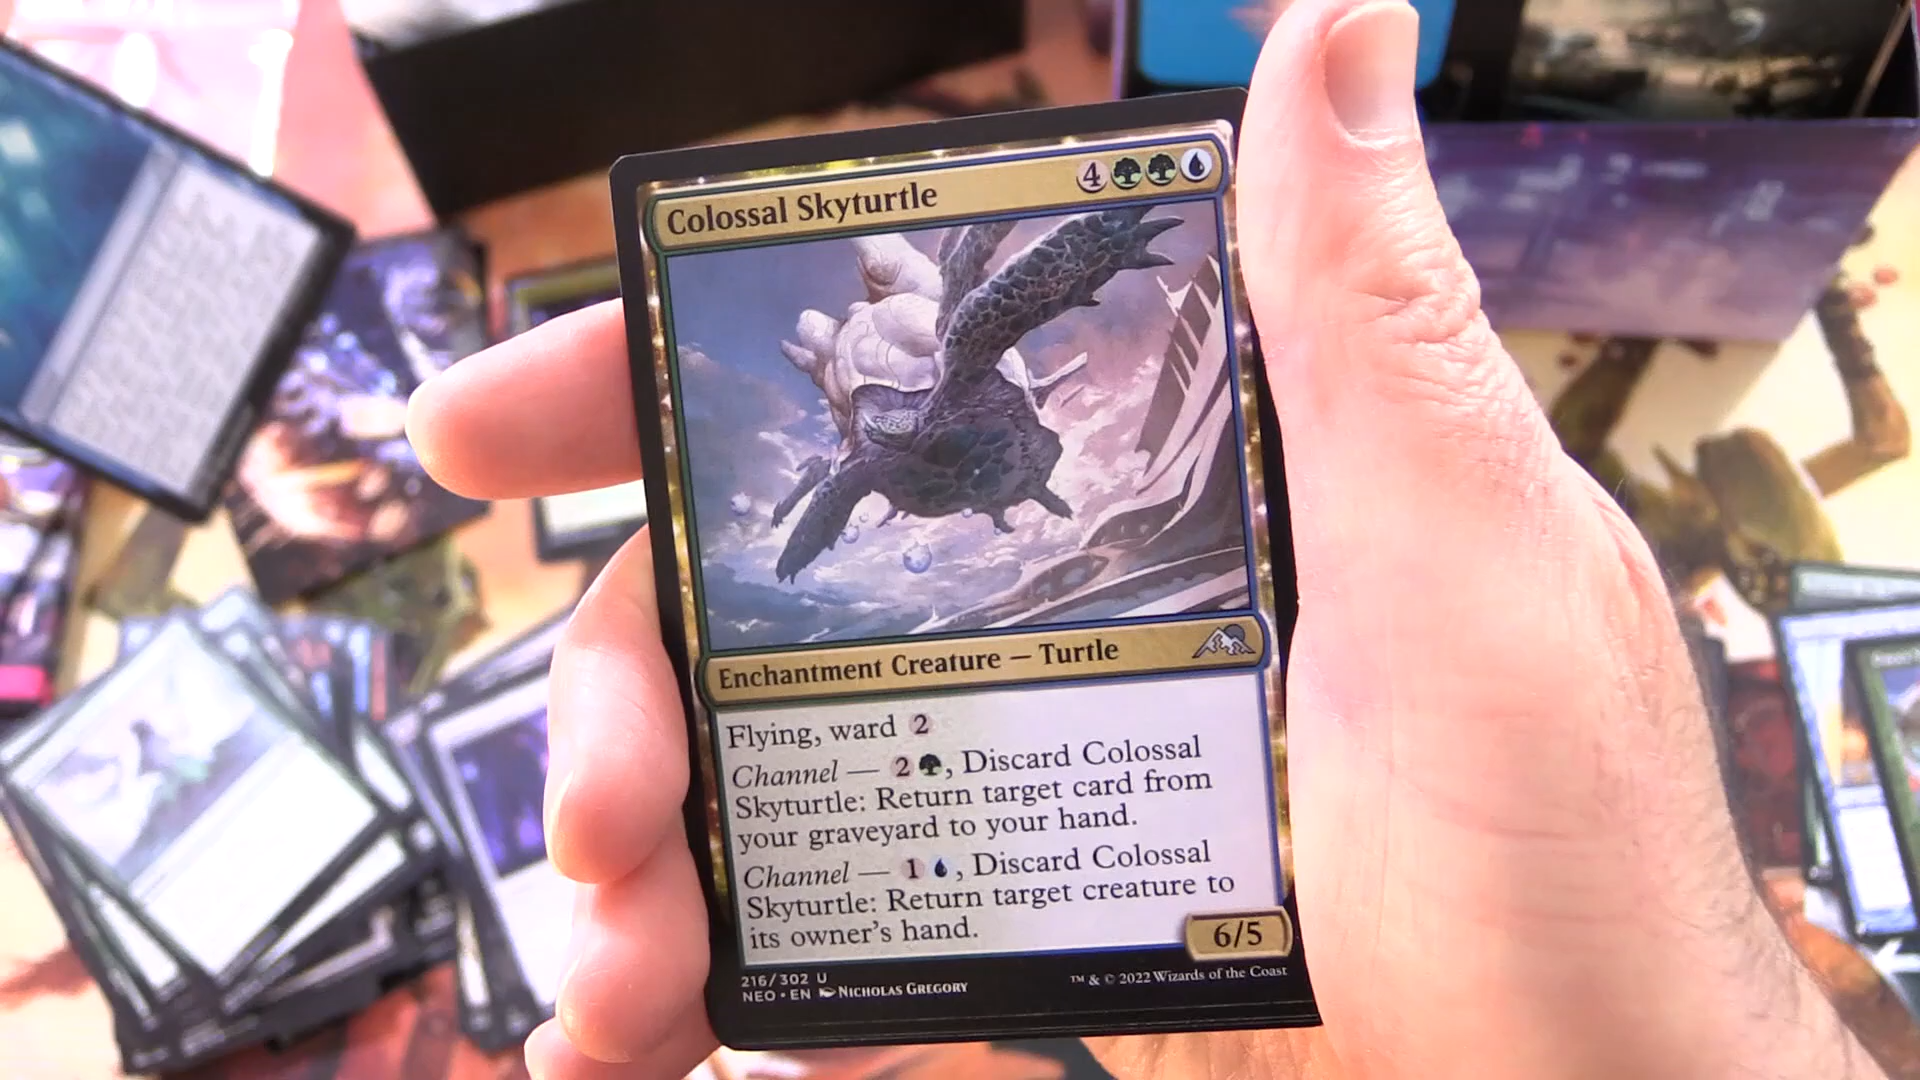 Colossal Skyturtle 4
Enchantment Creature — Turtle
Flying, ward 2
Channel — 2, Discard Colossal
Skyturtle: Return target card from
your graveyard to your hand.
Channel — 1, Discard Colossal
Skyturtle: Return target creature to
its owner's hand.
6/5
216/302 U
NEO • EN NICHOLAS GREGORY
™ & © 2022 Wizards of the Coast